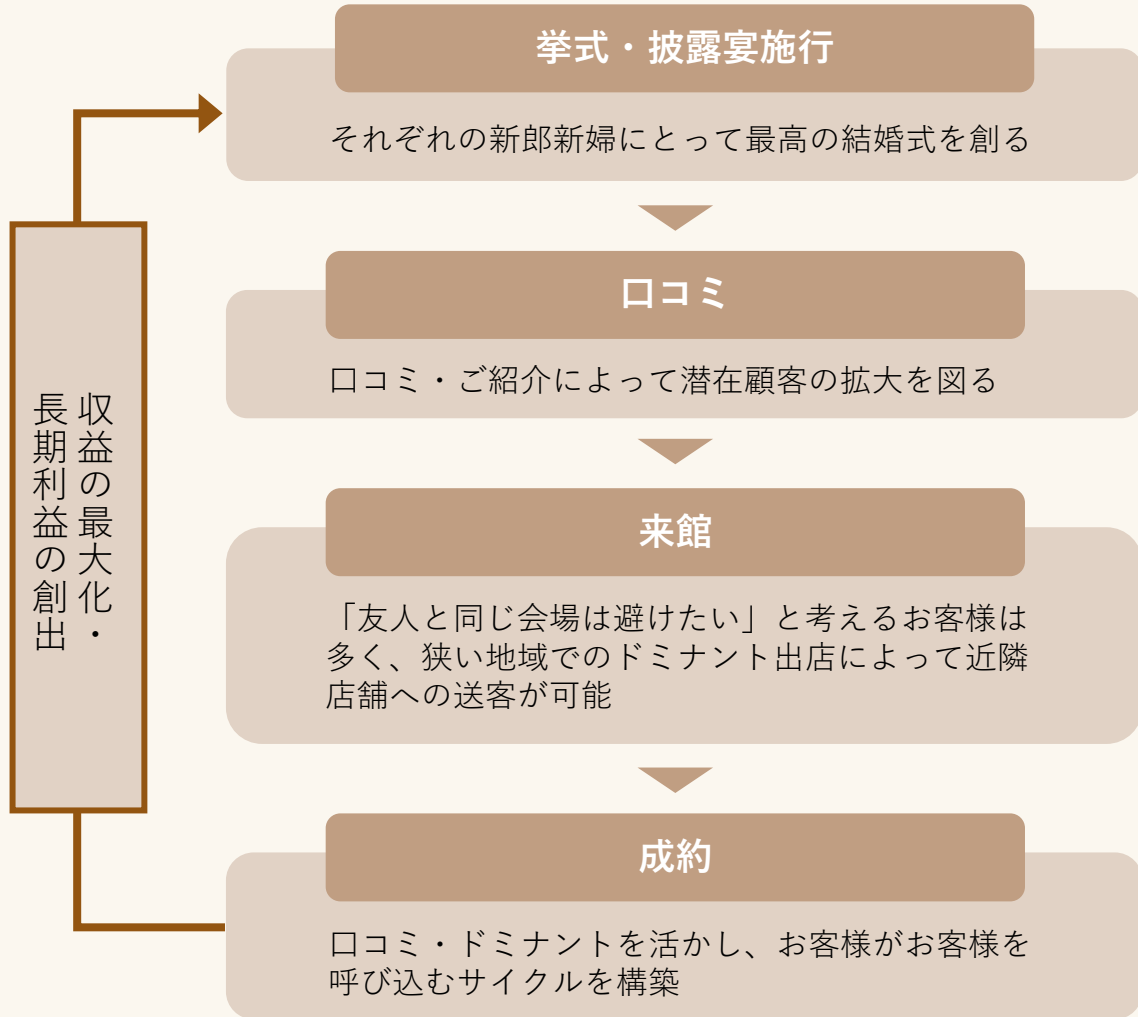 挙式・披露宴施行
それぞれの新郎新婦にとって最高の結婚式を創る
口コミ
口コミ・ご紹介によって潜在顧客の拡大を図る
来館
「友人と同じ会場は避けたい」と考えるお客様は
多く、狭い地域でのドミナント出店によって近隣
店舗への送客が可能
成約
口コミ・ドミナントを活かし、お客様がお客様を
呼び込むサイクルを構築
収益の最大化・
長期利益の創出